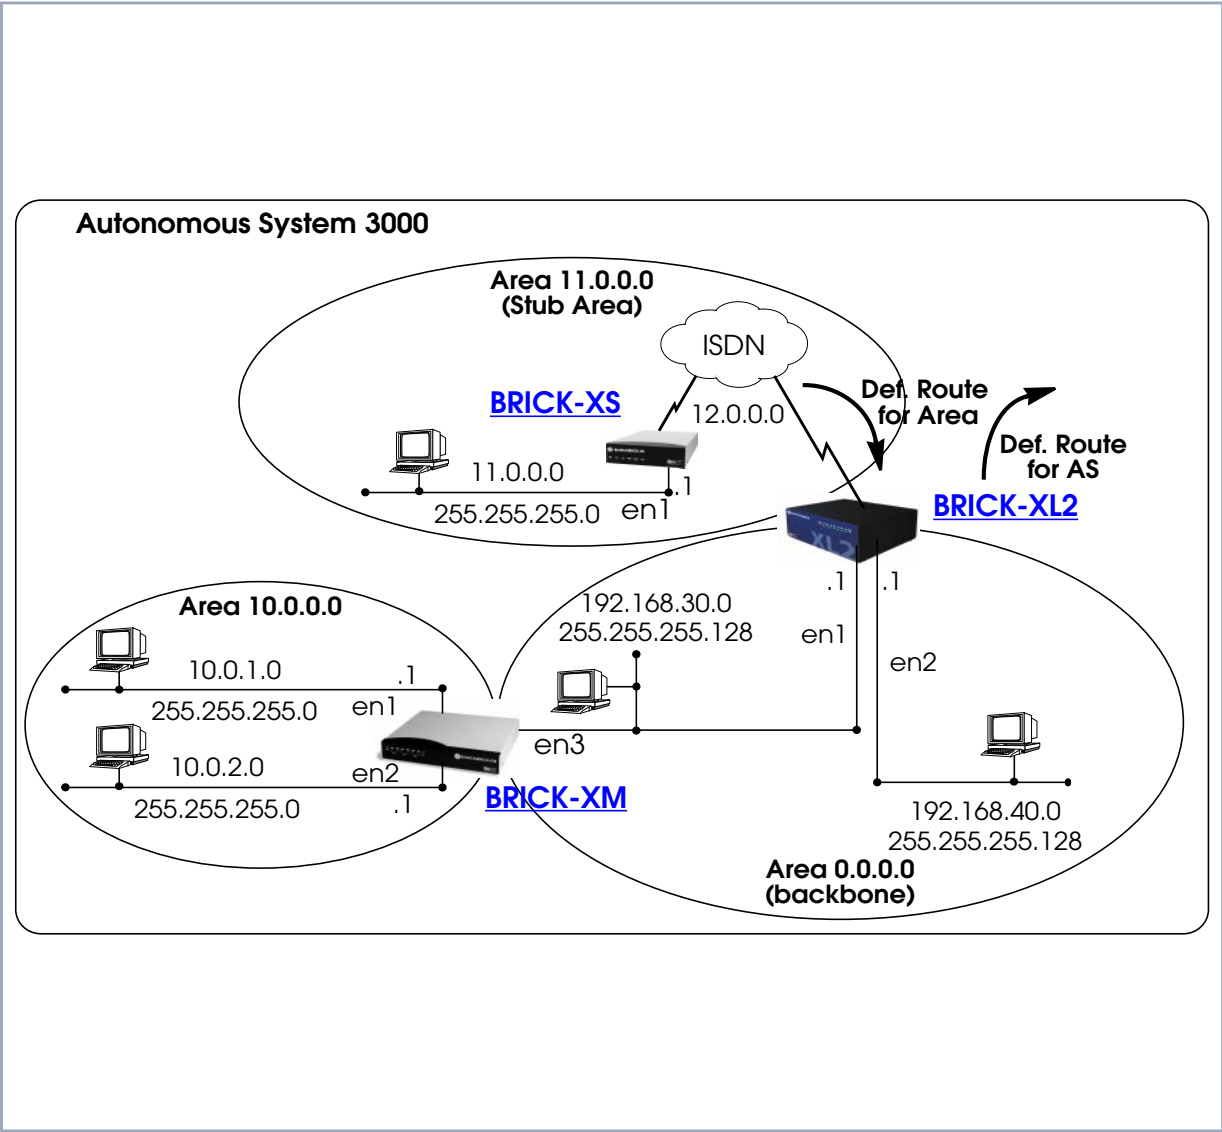 Autonomous System 3000
Area 11.0.0.0
(Stub Area)
ISDN
BRICK-XS
12.0.0.0
Def. Route
for Area
Def. Route
for AS
11.0.0.0
.1
255.255.255.0
en1
BRICK-XL2
XL2
.1
.1
Area 10.0.0.0
192.168.30.0
255.255.255.128
en1
en2
10.0.1.0
.1
255.255.255.0
en1
en3
10.0.2.0
en2
255.255.255.0
.1
BRICK-XM
192.168.40.0
255.255.255.128
Area 0.0.0.0
(backbone)